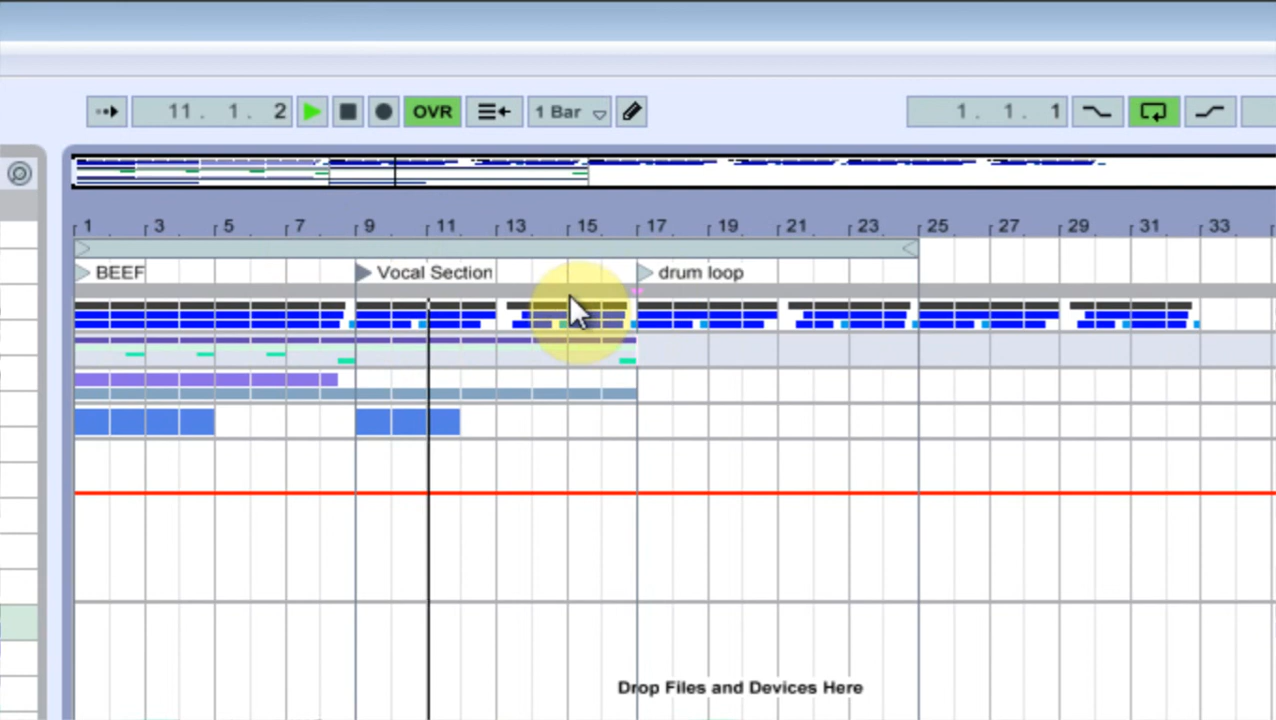 11. 1. 2 OVR 1 Bar 1. 1. 1
1 3 5 7 9 11 13 15 17 19 21 23 25 27 29 31 33
BEEF Vocal Section drum loop
Drop Files and Devices Here